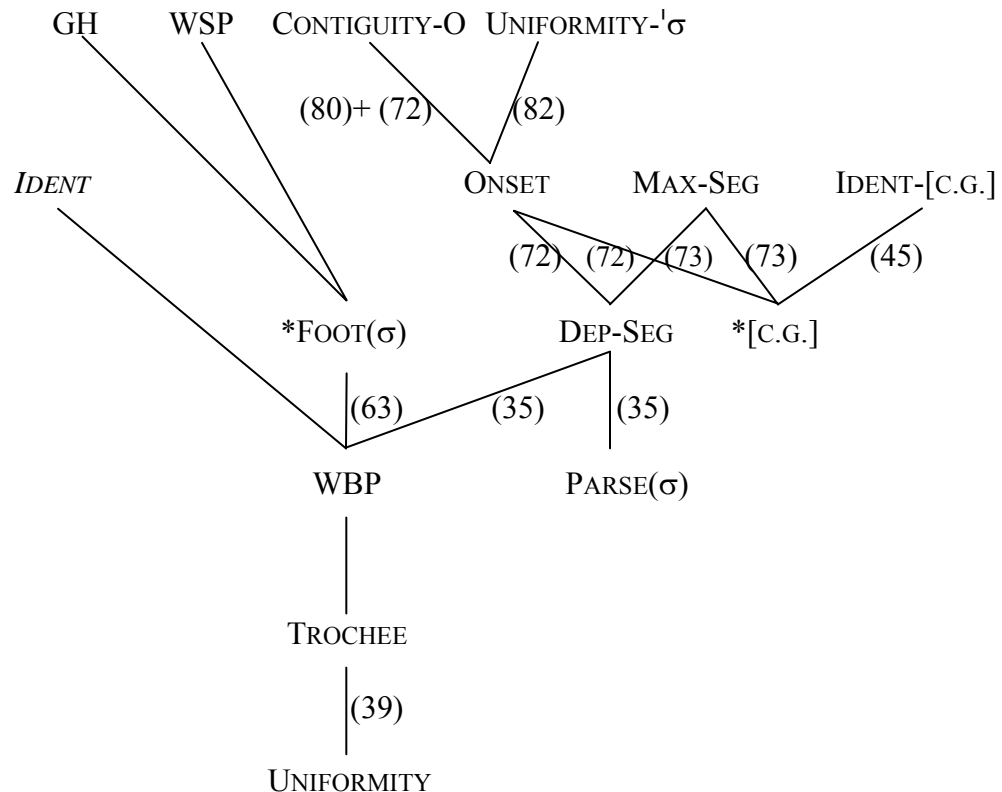 GH WSP CONTIGUITY-O UNIFORMITY-ˈσ
(80)+ (72) (82)
IDENT ONSET MAX-SEG IDENT-[C.G.]
(72) (72) (73) (73) (45)
*FOOT(σ) DEP-SEG *[C.G.]
(63) (35) (35)
WBP PARSE(σ)
TROCHEE
(39)
UNIFORMITY